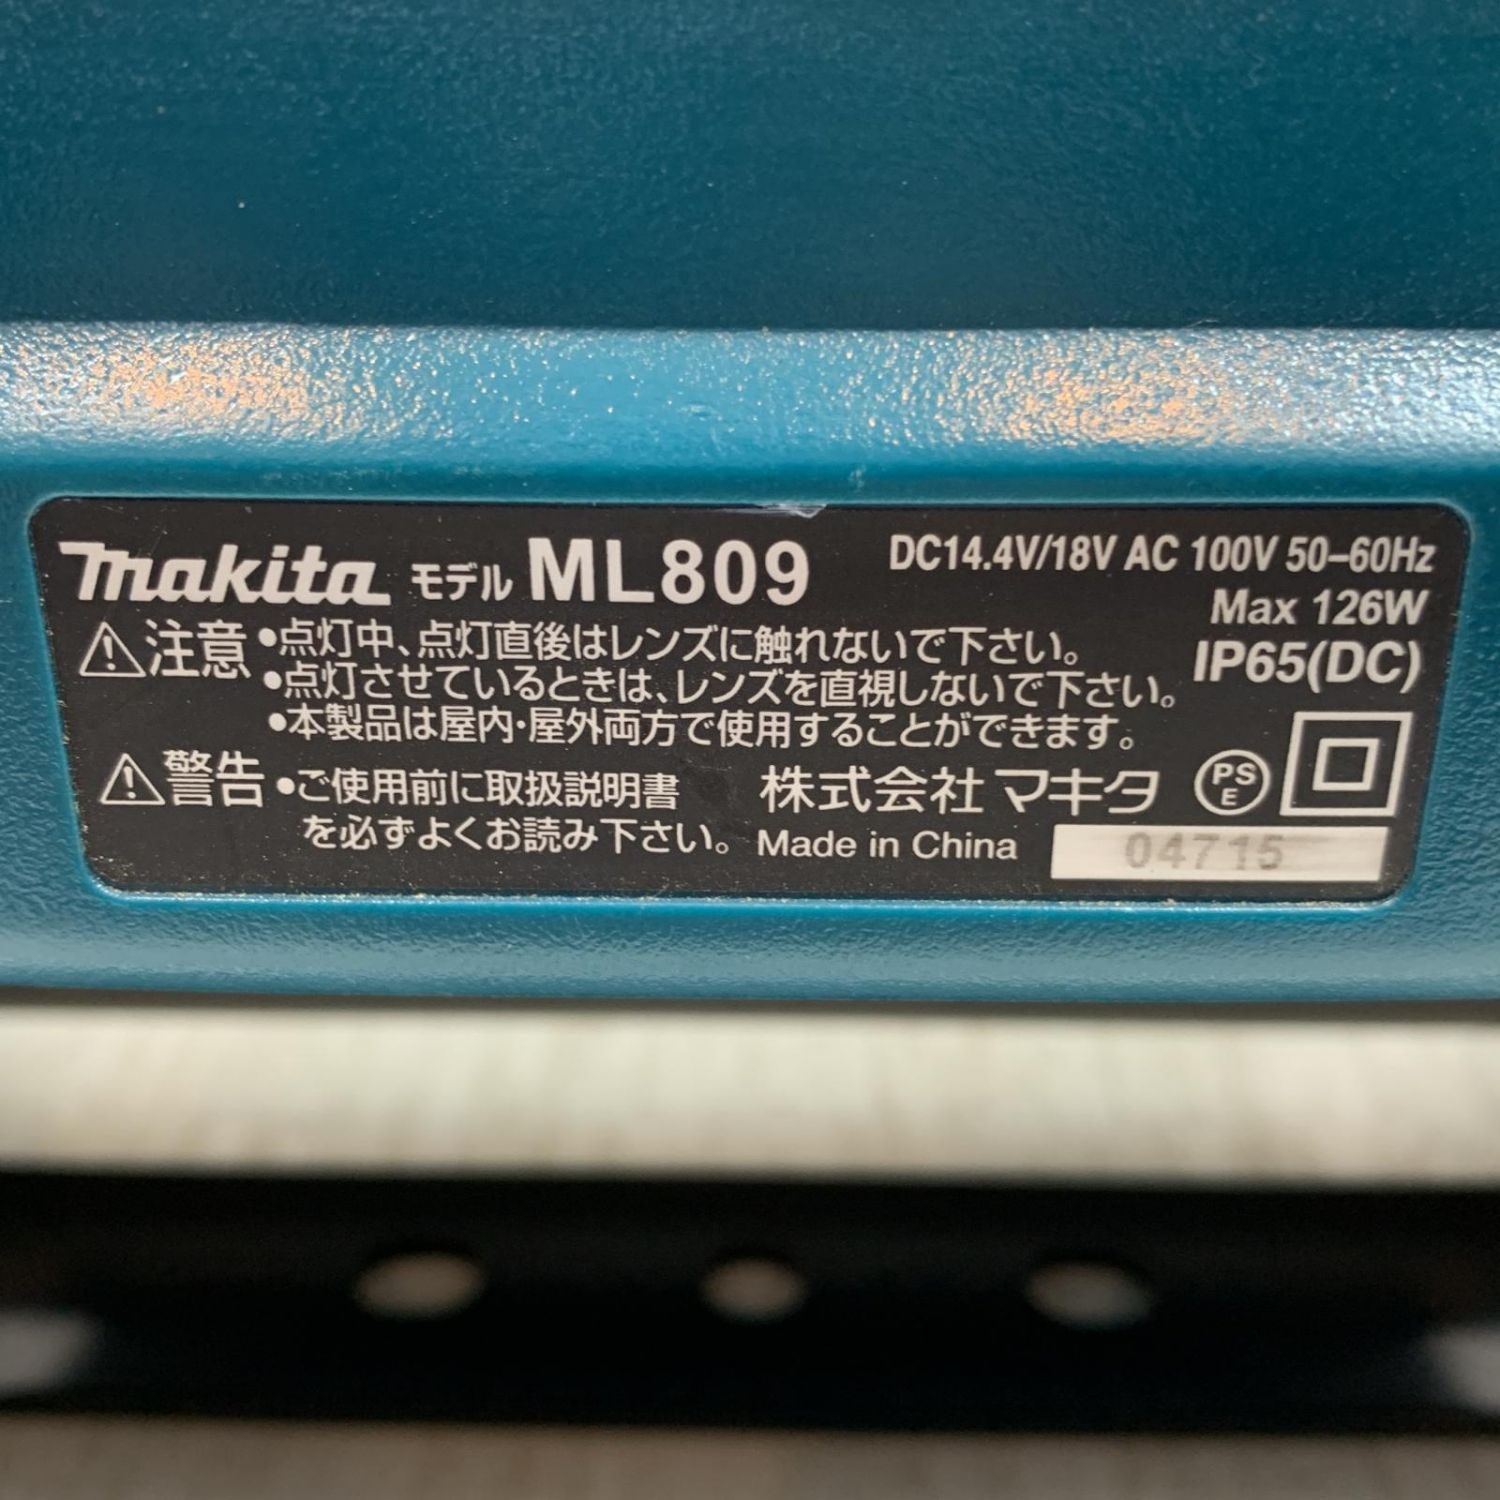 makita モデル ML809 DC14.4V/18V AC 100V 50-60Hz
Max 126W
IP65(DC)
注意 •点灯中、点灯直後はレンズに触れないで下さい。
•点灯させているときは、レンズを直視しないで下さい。
•本製品は屋内・屋外両方で使用することができます。
警告 •ご使用前に取扱説明書
を必ずよくお読み下さい。
株式会社マキタ
PS
E
Made in China
04715